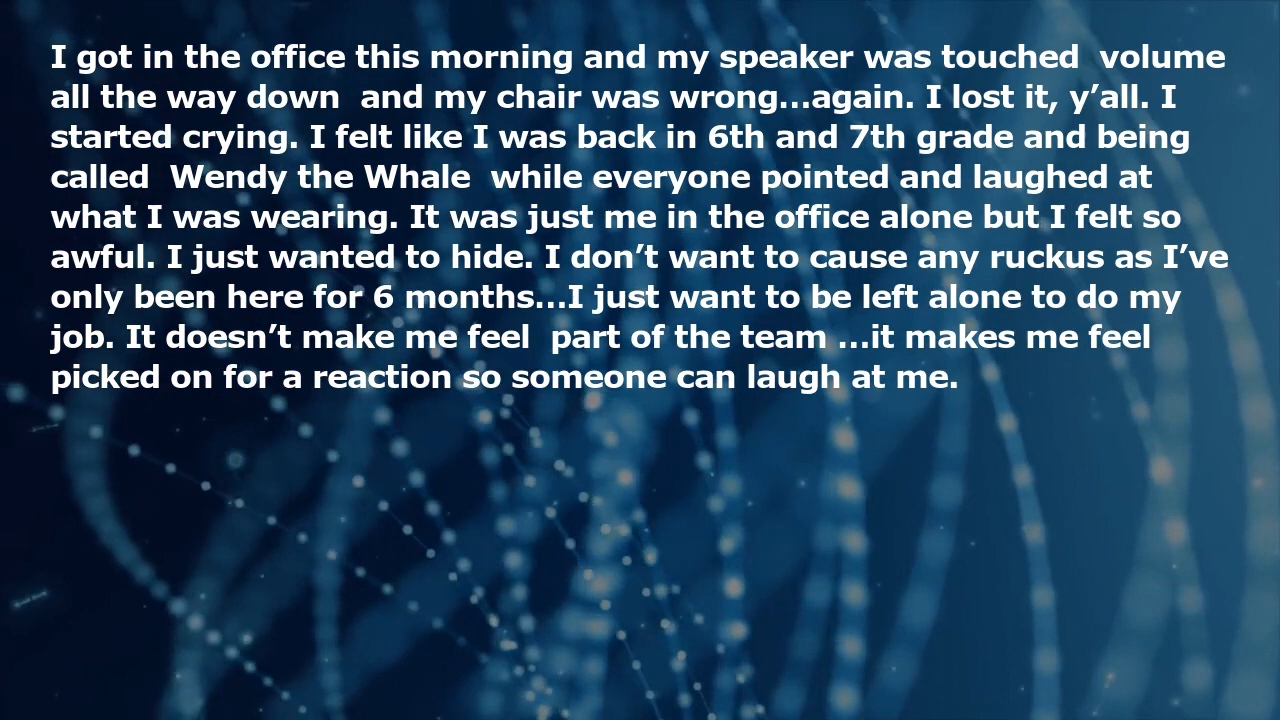 I got in the office this morning and my speaker was touched  volume
all the way down  and my chair was wrong...again. I lost it, y’all. I
started crying. I felt like I was back in 6th and 7th grade and being
called  Wendy the Whale  while everyone pointed and laughed at
what I was wearing. It was just me in the office alone but I felt so
awful. I just wanted to hide. I don’t want to cause any ruckus as I’ve
only been here for 6 months...I just want to be left alone to do my
job. It doesn’t make me feel  part of the team ...it makes me feel
picked on for a reaction so someone can laugh at me.